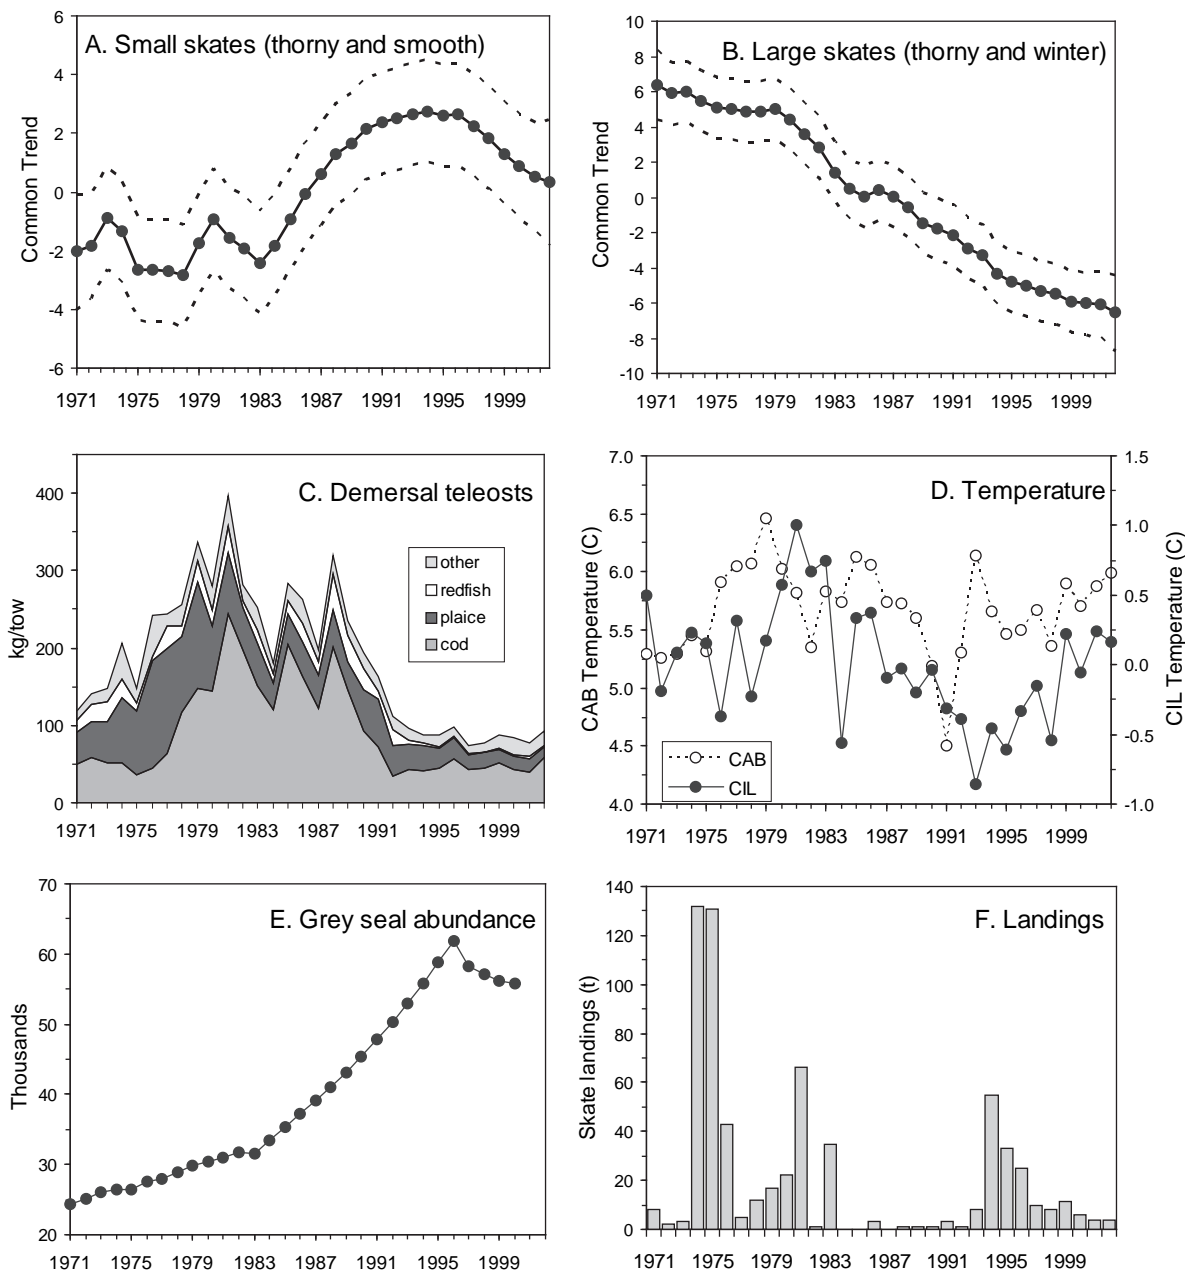 A. Small skates (thorny and smooth)
Common Trend
6
4
2
0
-2
-4
-6
1971 1975 1979 1983 1987 1991 1995 1999
B. Large skates (thorny and winter)
Common Trend
10
8
6
4
2
0
-2
-4
-6
-8
-10
1971 1975 1979 1983 1987 1991 1995 1999
C. Demersal teleosts
kg/tow
400
300
200
100
0
other
redfish
plaice
cod
1971 1975 1979 1983 1987 1991 1995 1999
D. Temperature
CAB Temperature (C)
7.0
6.5
6.0
5.5
5.0
4.5
4.0
CIL Temperature (C)
1.5
1.0
0.5
0.0
-0.5
-1.0
CAB
CIL
1971 1975 1979 1983 1987 1991 1995 1999
E. Grey seal abundance
Thousands
70
60
50
40
30
20
1971 1975 1979 1983 1987 1991 1995 1999
F. Landings
Skate landings (t)
140
120
100
80
60
40
20
0
1971 1975 1979 1983 1987 1991 1995 1999